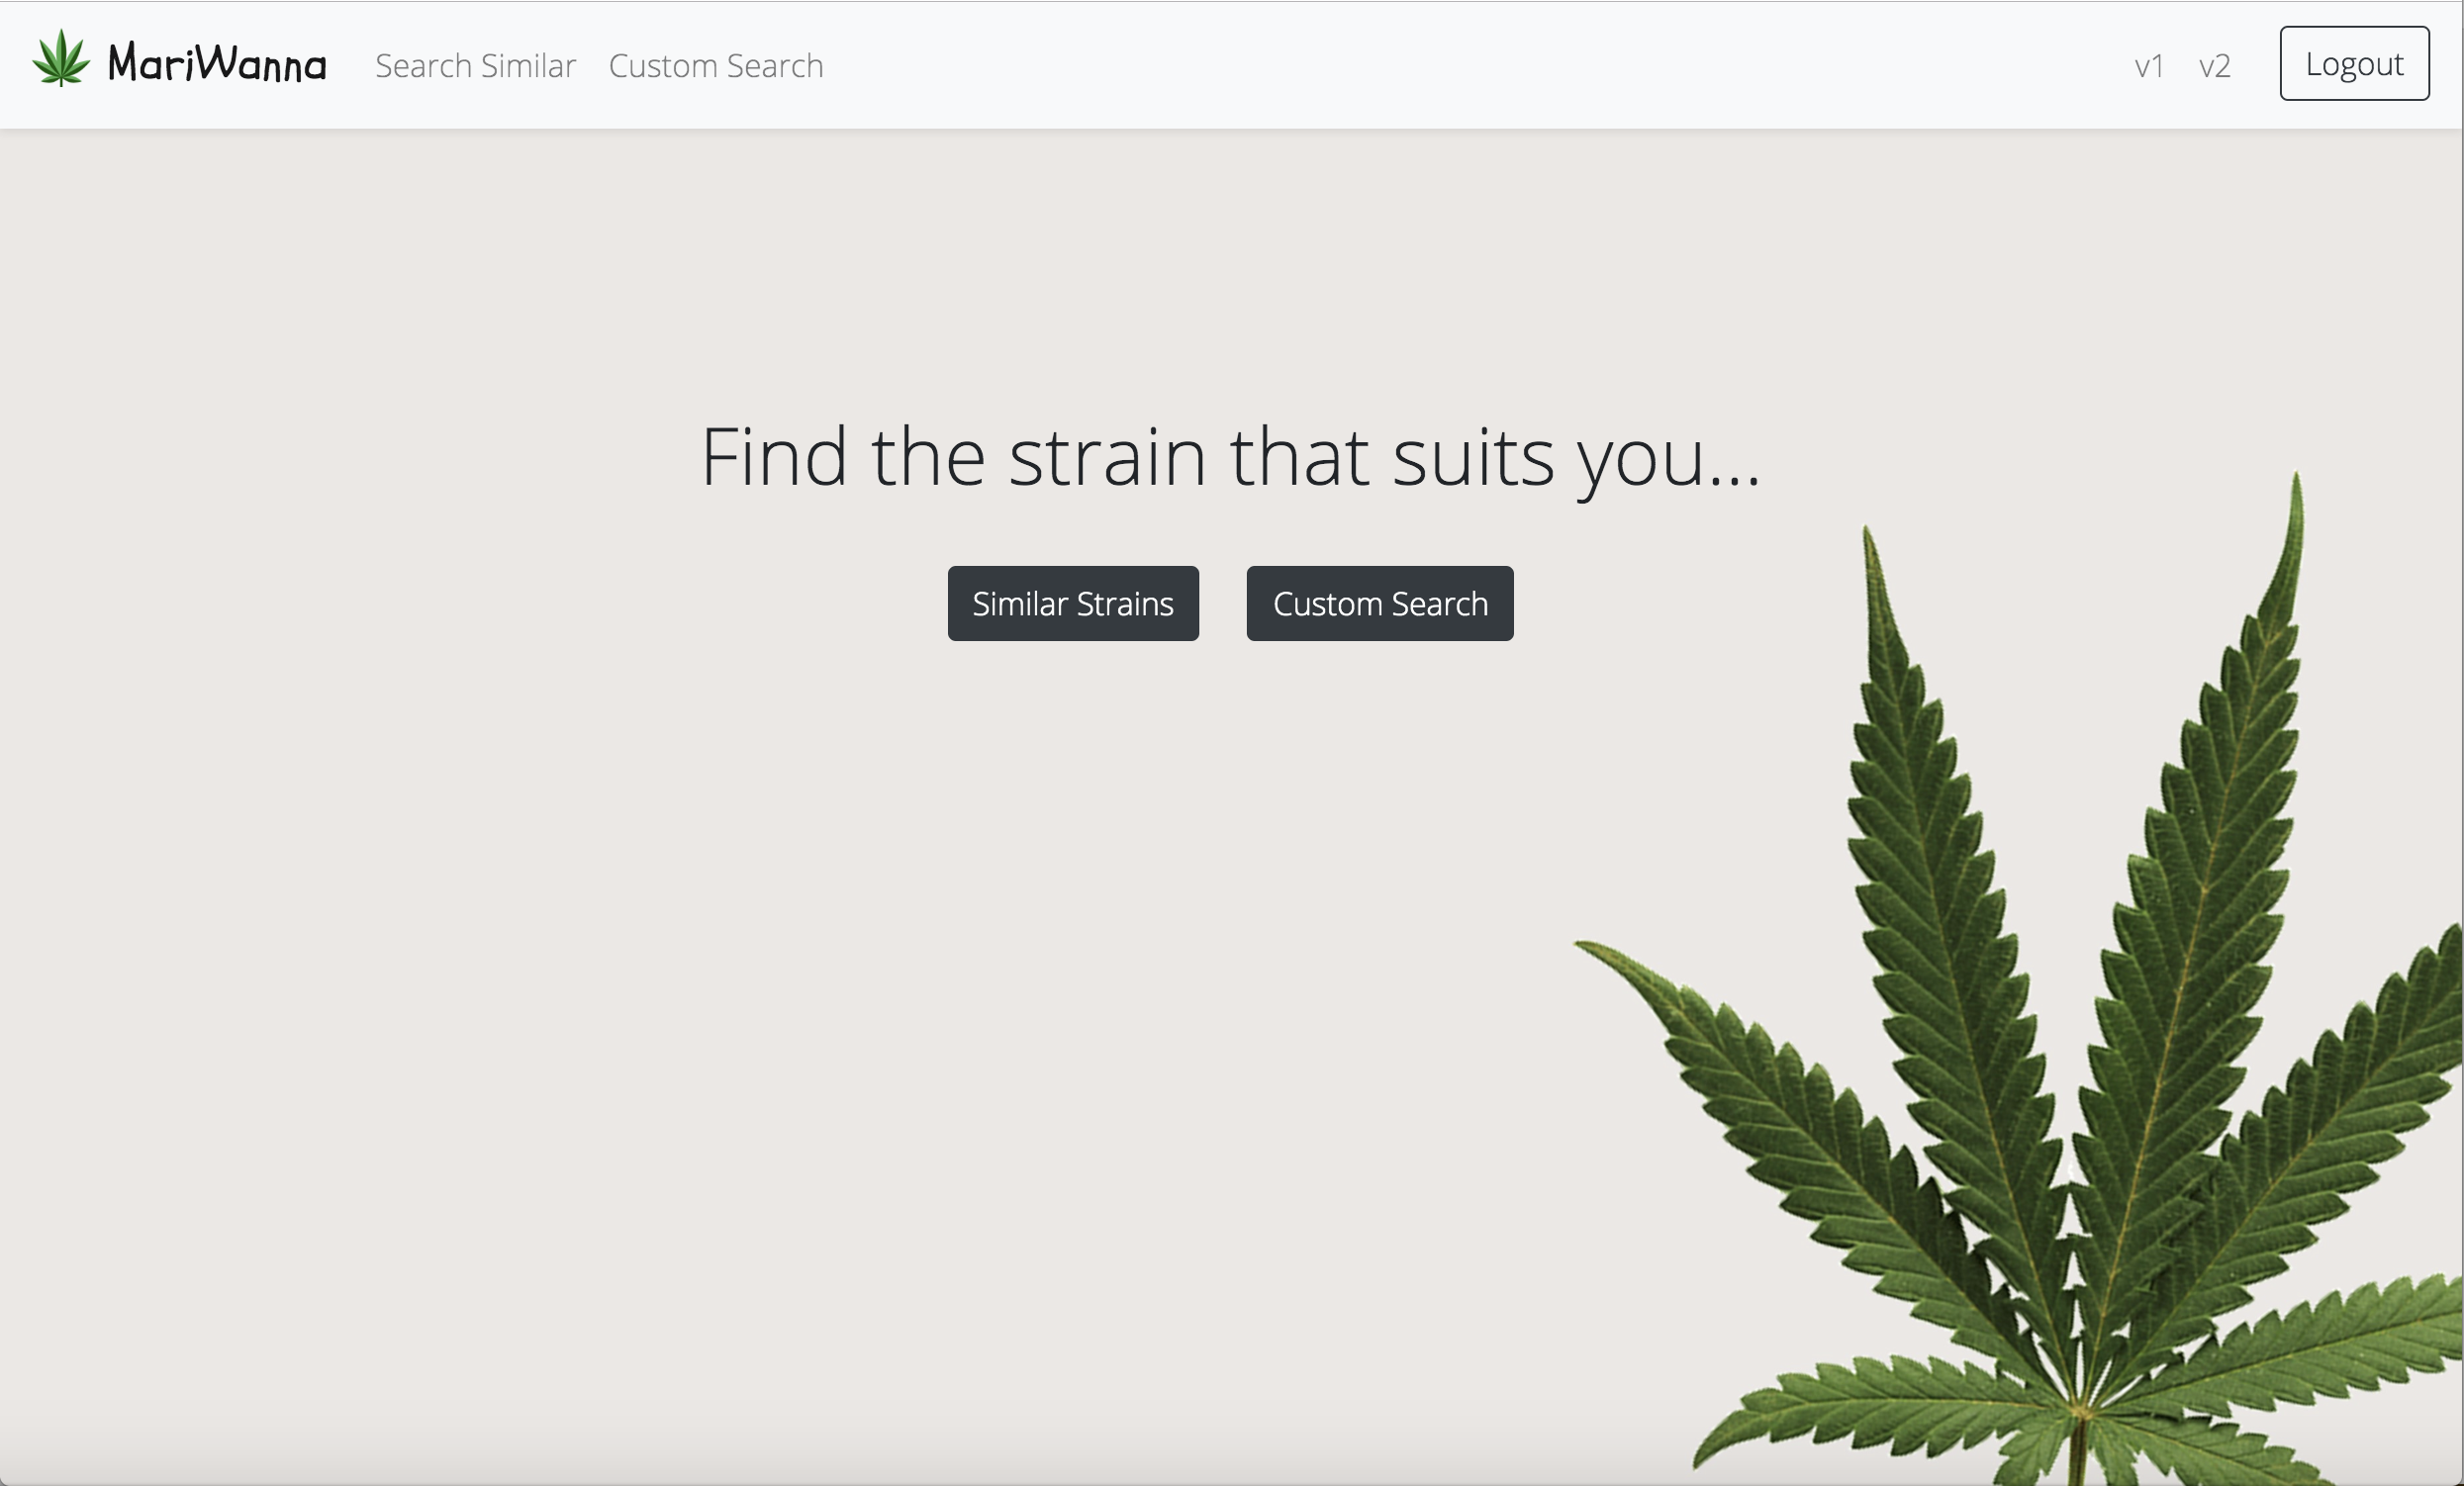 MariWanna Search Similar Custom Search v1 v2 Logout
Find the strain that suits you...
Similar Strains Custom Search